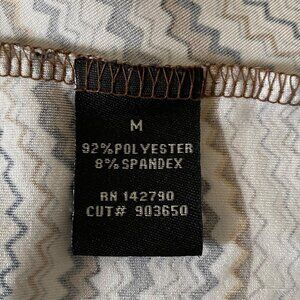 M
92%POLYESTER
8%SPANDEX
RN 142790
CUT# 903650